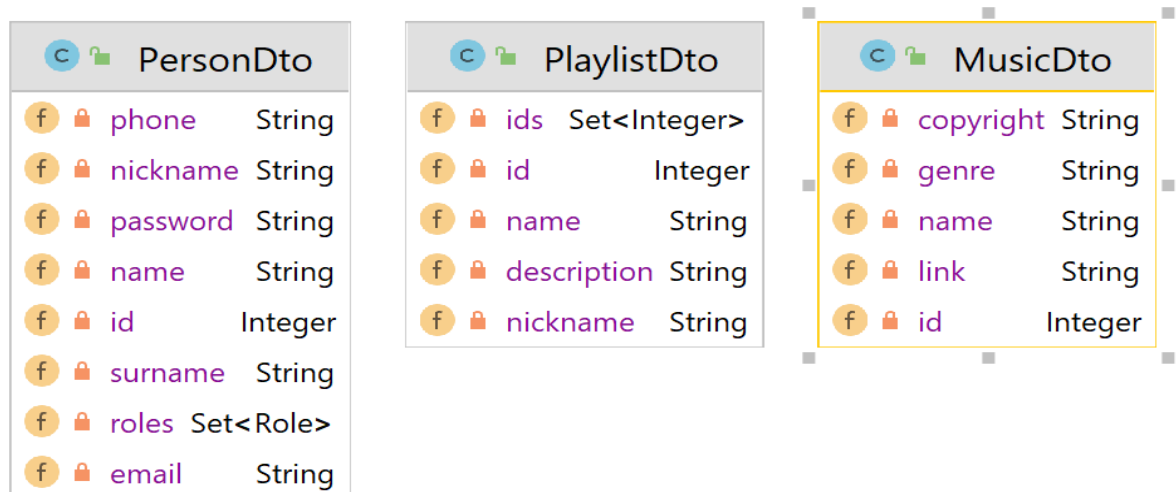 C PersonDto
f phone String
f nickname String
f password String
f name String
f id Integer
f surname String
f roles Set<Role>
f email String
C PlaylistDto
f ids Set<Integer>
f id Integer
f name String
f description String
f nickname String
C MusicDto
f copyright String
f genre String
f name String
f link String
f id Integer